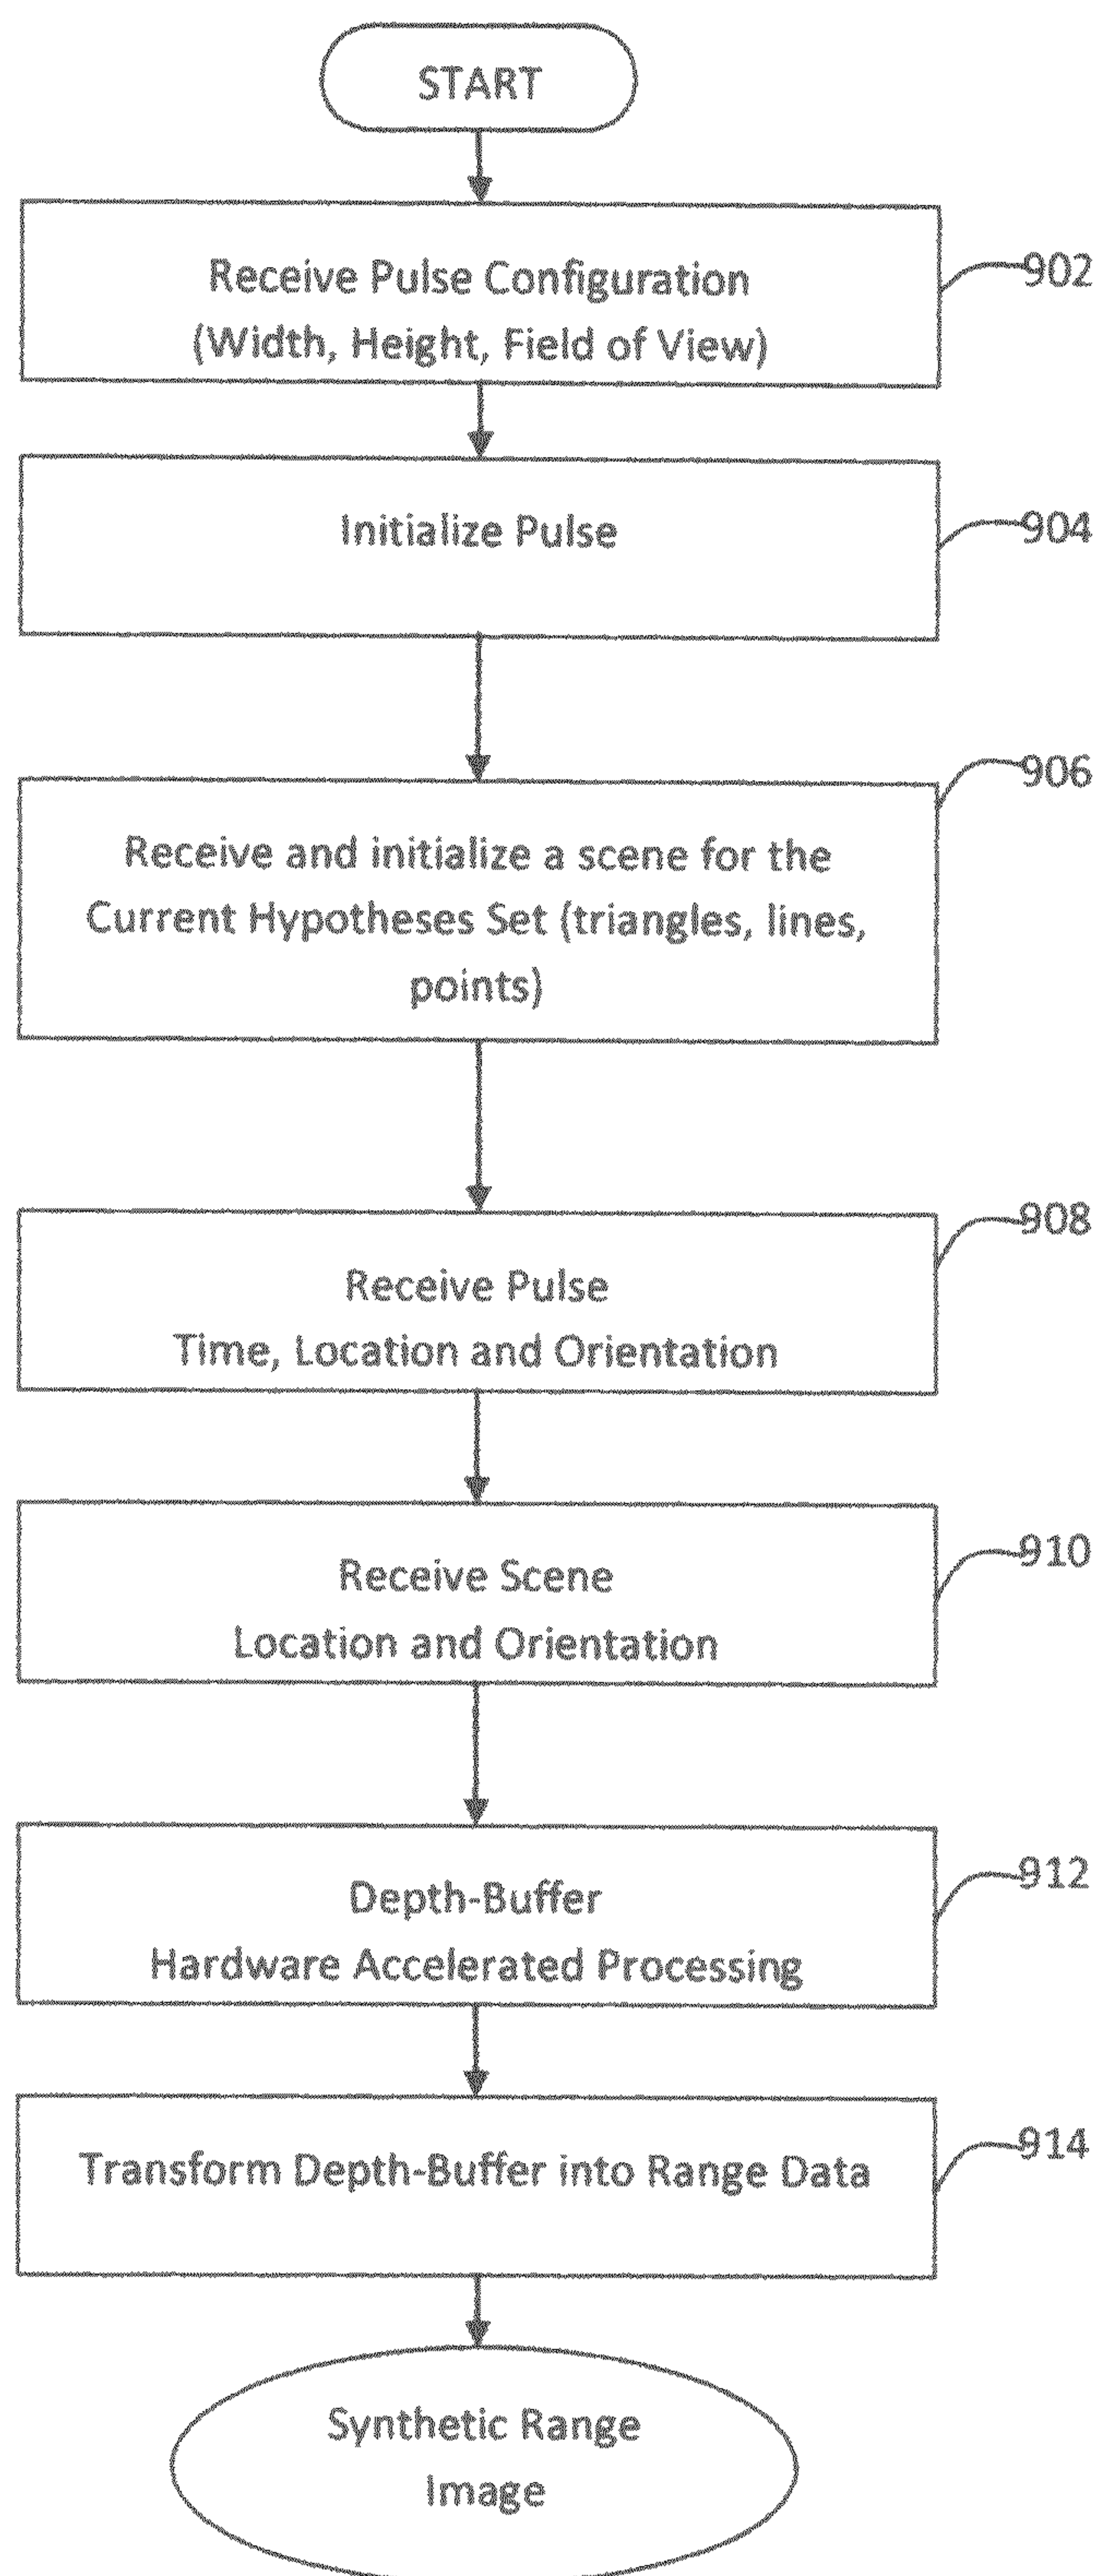 START
Receive Pulse Configuration
(Width, Height, Field of View)
902
Initialize Pulse
904
906
Receive and initialize a scene for the
Current Hypotheses Set (triangles, lines,
points)
908
Receive Pulse
Time, Location and Orientation
910
Receive Scene
Location and Orientation
912
Depth-Buffer
Hardware Accelerated Processing
914
Transform Depth-Buffer into Range Data
Synthetic Range
Image